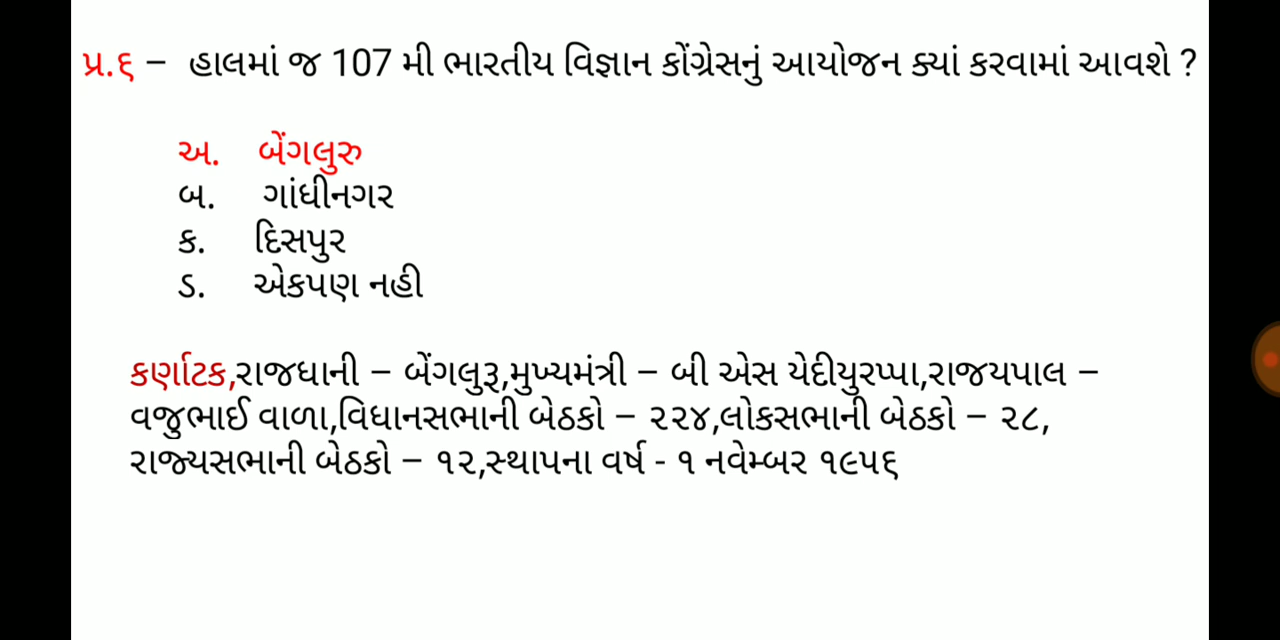 પ્ર.૬ – હાલમાં જ 107 મી ભારતીય વિજ્ઞાન કોંગ્રેસનું આયોજન ક્યાં કરવામાં આવશે ?
અ. બેંગલુરુ
બ. ગાંધીનગર
ક. દિસપુર
ડ. એકપણ નહી
કર્ણાટક,રાજધાની – બેંગલુરૂ,મુખ્યમંત્રી – બી એસ યેદીયુરપ્પા,રાજયપાલ –
વજુભાઈ વાળા,વિધાનસભાની બેઠકો – ૨૨૪,લોકસભાની બેઠકો – ૨૮,
રાજ્યસભાની બેઠકો – ૧૨,સ્થાપના વર્ષ - ૧ નવેમ્બર ૧૯૫૬